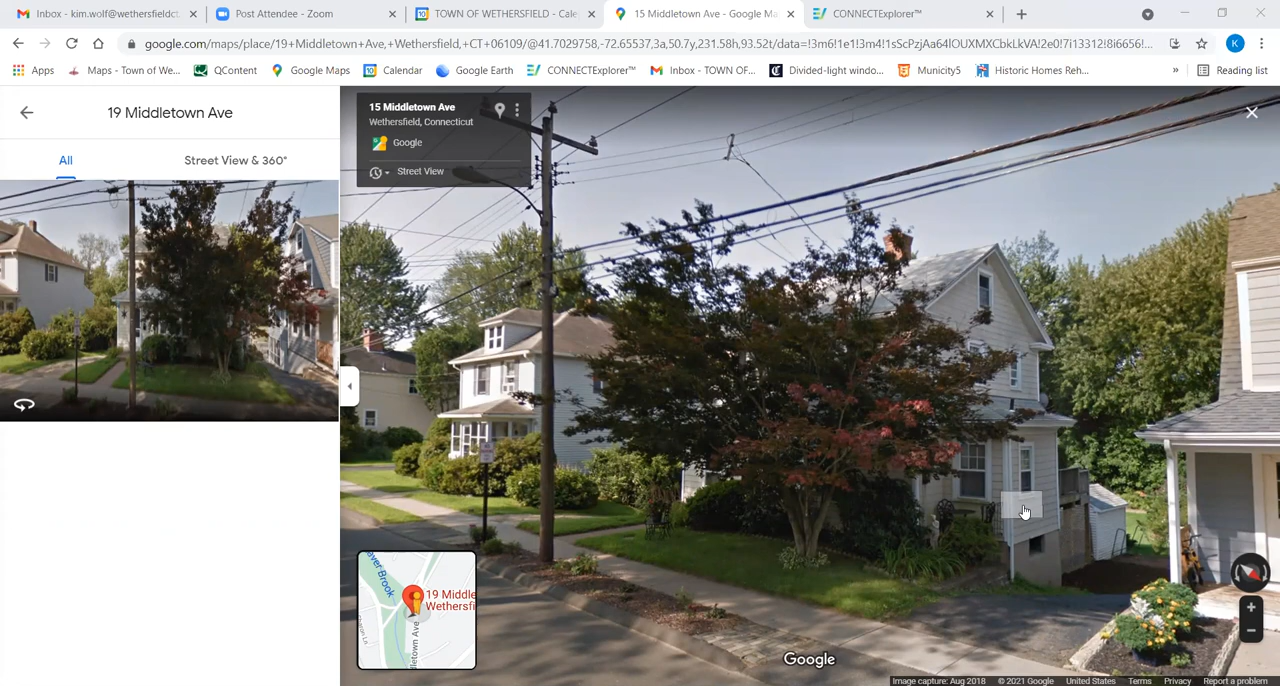 Inbox - kim.wolf@wethersfieldct.
Post Attendee - Zoom
TOWN OF WETHERSFIELD - Cale
15 Middletown Ave - Google Ma
CONNECTExplorer™
google.com/maps/place/19+Middletown+Ave,+Wethersfield,+CT+06109/@41.7029758,-72.65537,3a,50.7y,231.58h,93.52t/data=!3m6!1e1!3m4!1sScPzjAa64lOUXMXCbkLkVA!2e0!7i13312!8i6656!...
K
Apps
Maps - Town of We...
QContent
Google Maps
Calendar
Google Earth
CONNECTExplorer™
Inbox - TOWN OF...
Divided-light windo...
Municity5
Historic Homes Reh...
»
Reading list
19 Middletown Ave
All
Street View & 360°
15 Middletown Ave
Wethersfield, Connecticut
Google
Street View
19 Middle
Wethersfi
Google
Image capture: Aug 2018 © 2021 Google United States Terms Privacy Report a problem